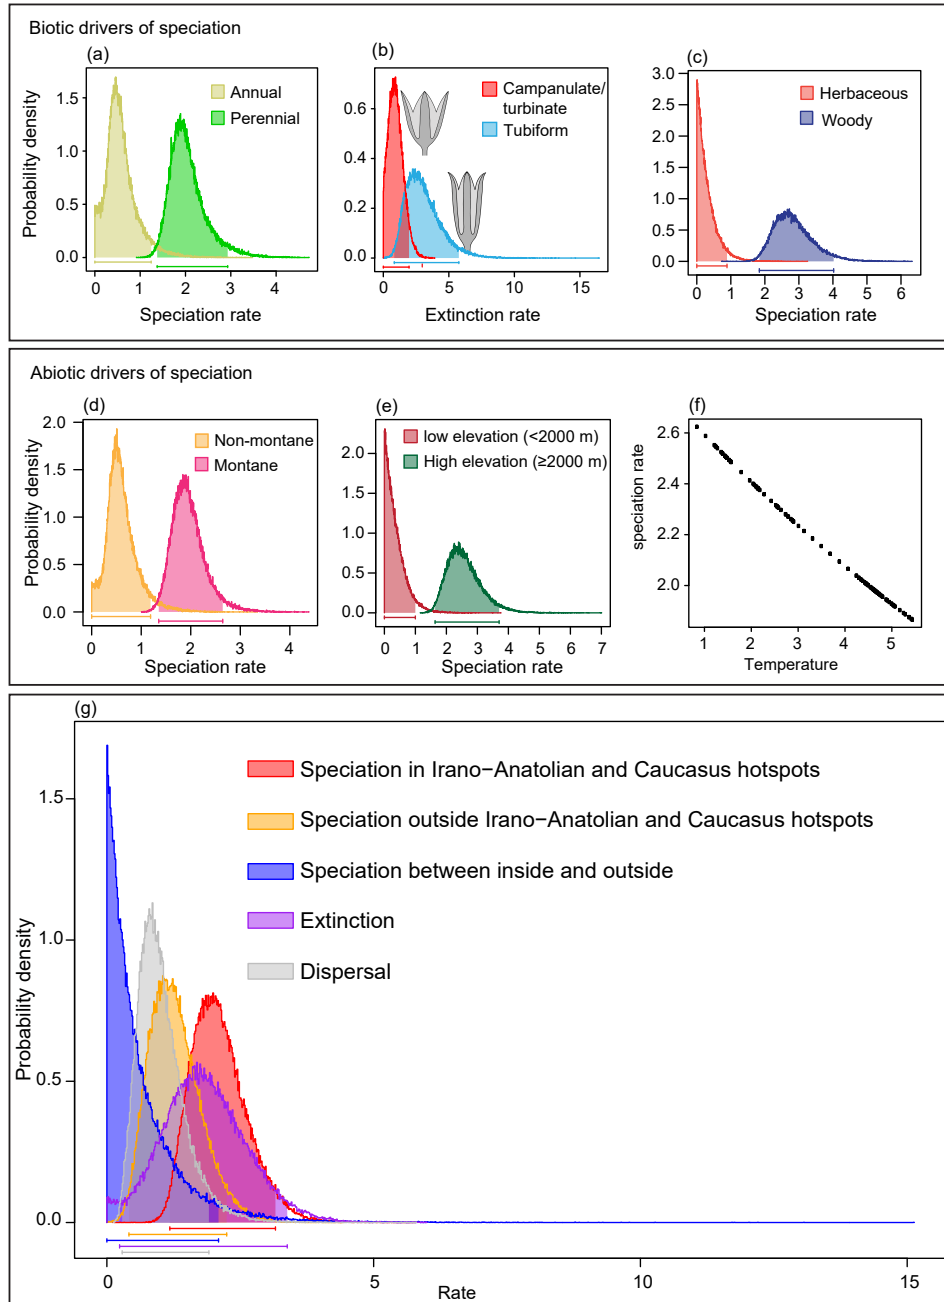 Biotic drivers of speciation
(a)
Probability density
1.5
1.0
0.5
0.0
Annual
Perennial
0 1 2 3 4
Speciation rate
(b)
0.6
0.4
0.2
0.0
Campanulate/
turbinate
Tubiform
0 5 10 15
Extinction rate
(c)
3.0
2.5
2.0
1.5
1.0
0.5
0.0
Herbaceous
Woody
0 1 2 3 4 5 6
Speciation rate
Abiotic drivers of speciation
(d)
Probability density
2.0
1.5
1.0
0.5
0.0
Non-montane
Montane
0 1 2 3 4
Speciation rate
(e)
2.0
1.5
1.0
0.5
0.0
low elevation (<2000 m)
High elevation (≥2000 m)
0 1 2 3 4 5 6 7
Speciation rate
(f)
speciation rate
2.6
2.4
2.2
2.0
1 2 3 4 5
Temperature
(g)
Probability density
1.5
1.0
0.5
0.0
Speciation in Irano−Anatolian and Caucasus hotspots
Speciation outside Irano−Anatolian and Caucasus hotspots
Speciation between inside and outside
Extinction
Dispersal
0 5 10 15
Rate